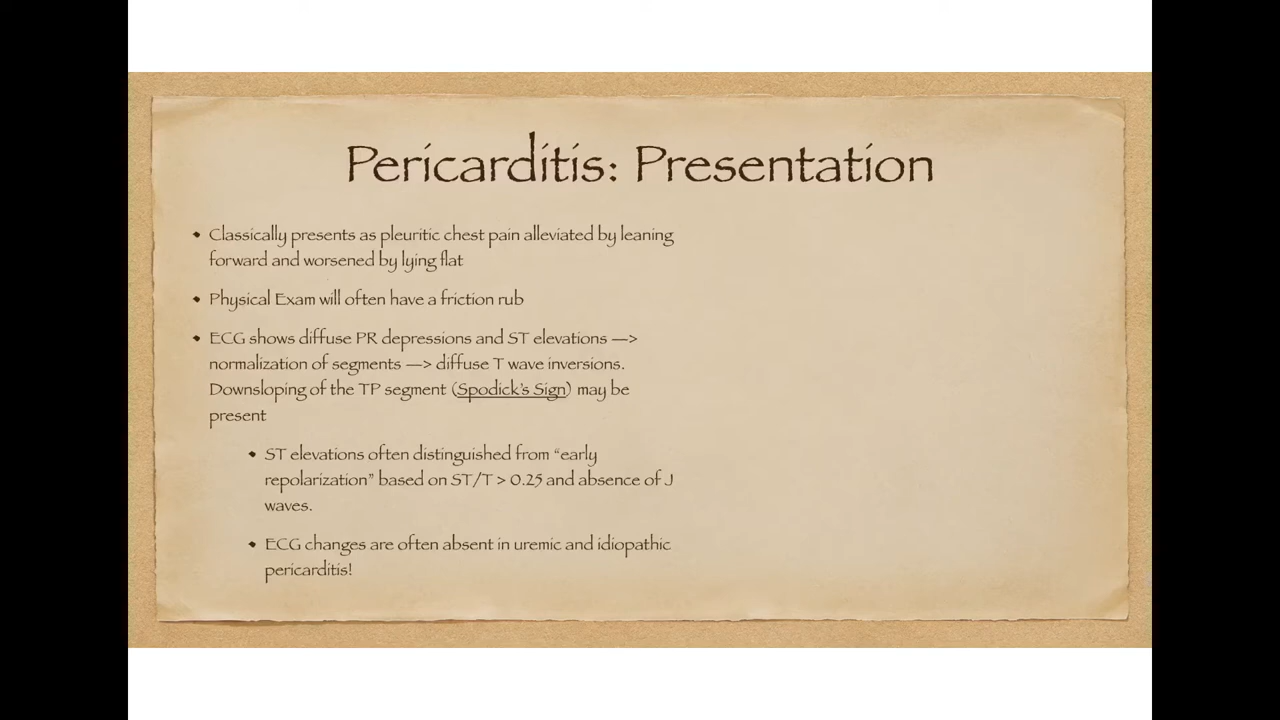 Pericarditis: Presentation
• Classically presents as pleuritic chest pain alleviated by leaning
forward and worsened by lying flat
• Physical Exam will often have a friction rub
• ECG shows diffuse PR depressions and ST elevations —>
normalization of segments —> diffuse T wave inversions.
Downsloping of the TP segment (Spodick's Sign) may be
present
• ST elevations often distinguished from “early
repolarization” based on ST/T > 0.25 and absence of J
waves.
• ECG changes are often absent in uremic and idiopathic
pericarditis!